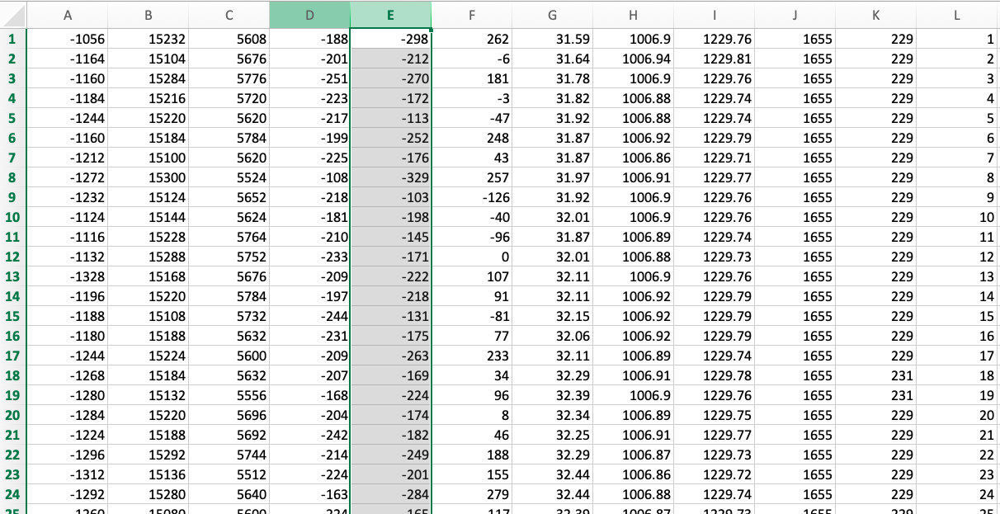 A B C D E F G H I J K L
1 -1056 15232 5608 -188 -298 262 31.59 1006.9 1229.76 1655 229 1
2 -1164 15104 5676 -201 -212 -6 31.64 1006.94 1229.81 1655 229 2
3 -1160 15284 5776 -251 -270 181 31.78 1006.9 1229.76 1655 229 3
4 -1184 15216 5720 -223 -172 -3 31.82 1006.88 1229.74 1655 229 4
5 -1244 15220 5620 -217 -113 -47 31.92 1006.88 1229.74 1655 229 5
6 -1160 15184 5784 -199 -252 248 31.87 1006.92 1229.79 1655 229 6
7 -1212 15100 5620 -225 -176 43 31.87 1006.86 1229.71 1655 229 7
8 -1272 15300 5524 -108 -329 257 31.97 1006.91 1229.77 1655 229 8
9 -1232 15124 5652 -218 -103 -126 31.92 1006.9 1229.76 1655 229 9
10 -1124 15144 5624 -181 -198 -40 32.01 1006.9 1229.76 1655 229 10
11 -1116 15228 5764 -210 -145 -96 31.87 1006.89 1229.74 1655 229 11
12 -1132 15288 5752 -233 -171 0 32.01 1006.88 1229.73 1655 229 12
13 -1328 15168 5676 -209 -222 107 32.11 1006.9 1229.76 1655 229 13
14 -1196 15220 5784 -197 -218 91 32.11 1006.92 1229.79 1655 229 14
15 -1188 15108 5732 -244 -131 -81 32.15 1006.92 1229.79 1655 229 15
16 -1180 15188 5632 -231 -175 77 32.06 1006.92 1229.79 1655 229 16
17 -1244 15224 5600 -209 -263 233 32.11 1006.89 1229.74 1655 229 17
18 -1268 15184 5632 -207 -169 34 32.29 1006.91 1229.78 1655 231 18
19 -1280 15132 5556 -168 -224 96 32.39 1006.9 1229.76 1655 231 19
20 -1284 15220 5696 -204 -174 8 32.34 1006.89 1229.75 1655 229 20
21 -1224 15188 5692 -242 -182 46 32.25 1006.91 1229.77 1655 229 21
22 -1296 15292 5744 -214 -249 188 32.29 1006.87 1229.73 1655 229 22
23 -1312 15136 5512 -224 -201 155 32.44 1006.86 1229.72 1655 229 23
24 -1292 15280 5640 -163 -284 279 32.44 1006.88 1229.74 1655 229 24